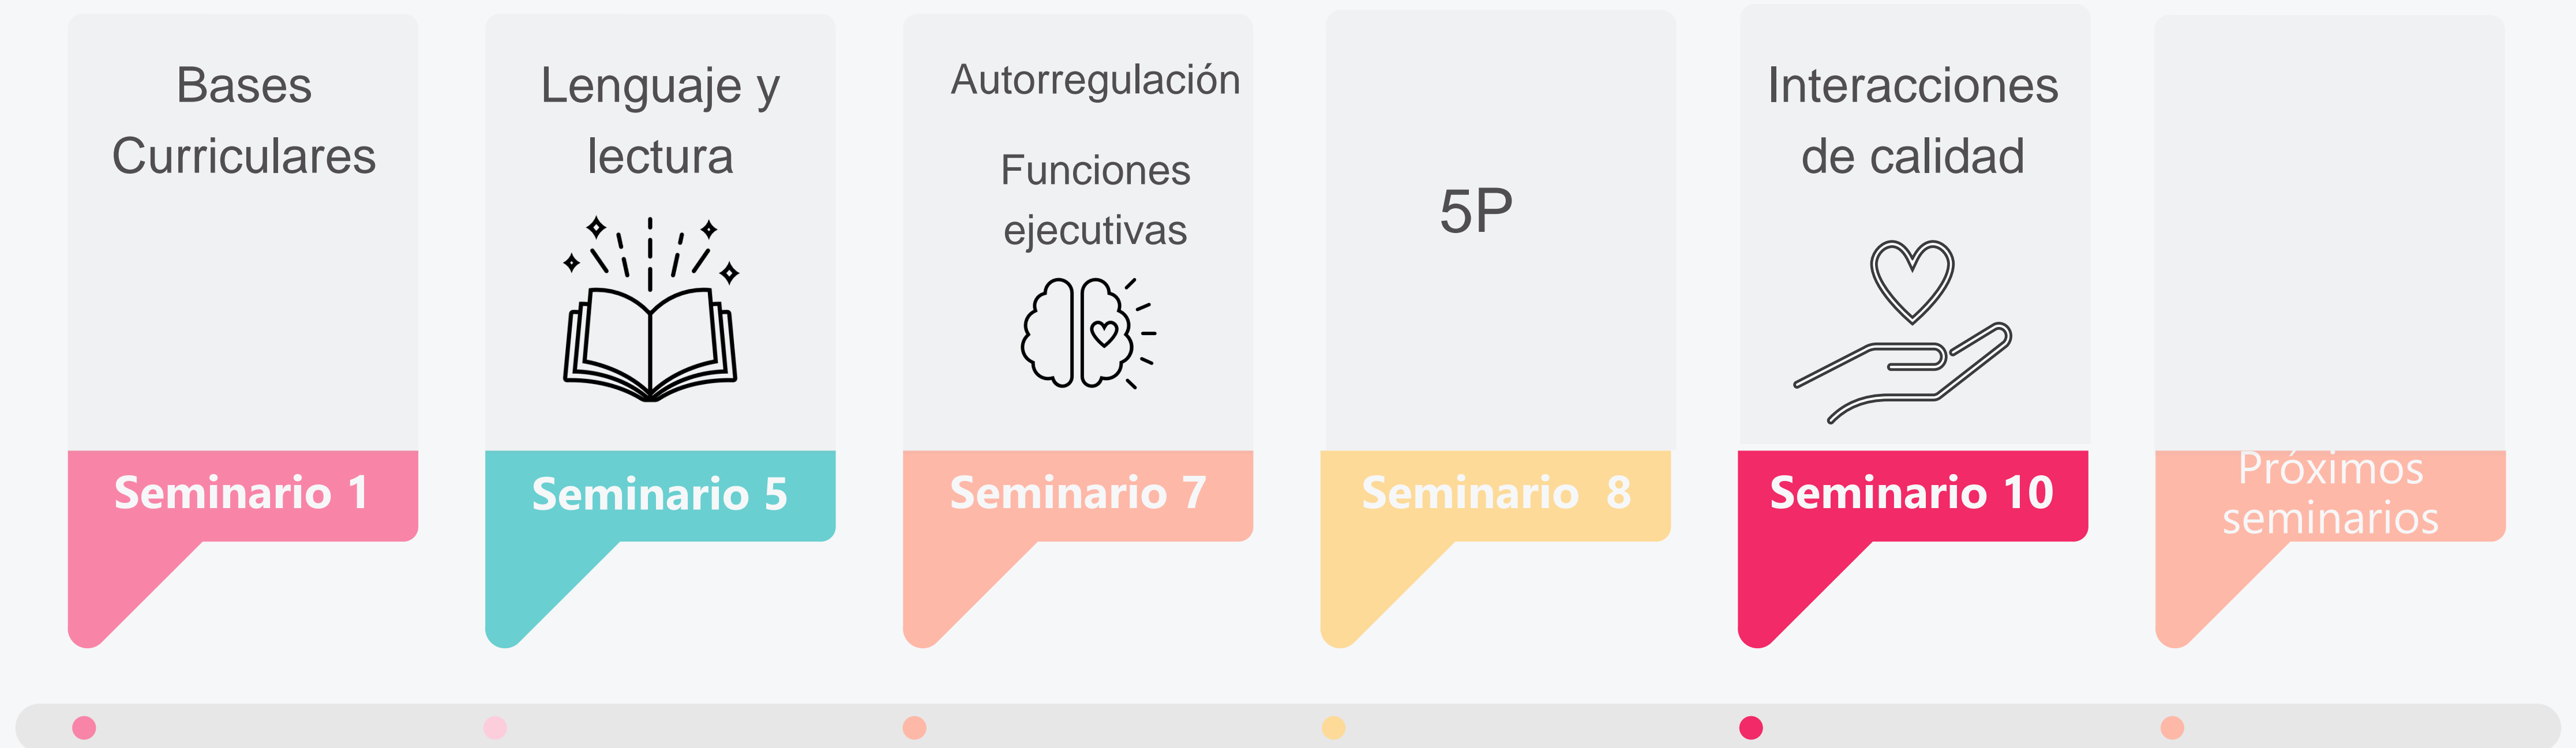 Bases
Curriculares
Seminario 1
Lenguaje y
lectura
Seminario 5
Autorregulación
Funciones
ejecutivas
Seminario 7
5P
Seminario 8
Interacciones
de calidad
Seminario 10
Próximos
seminarios